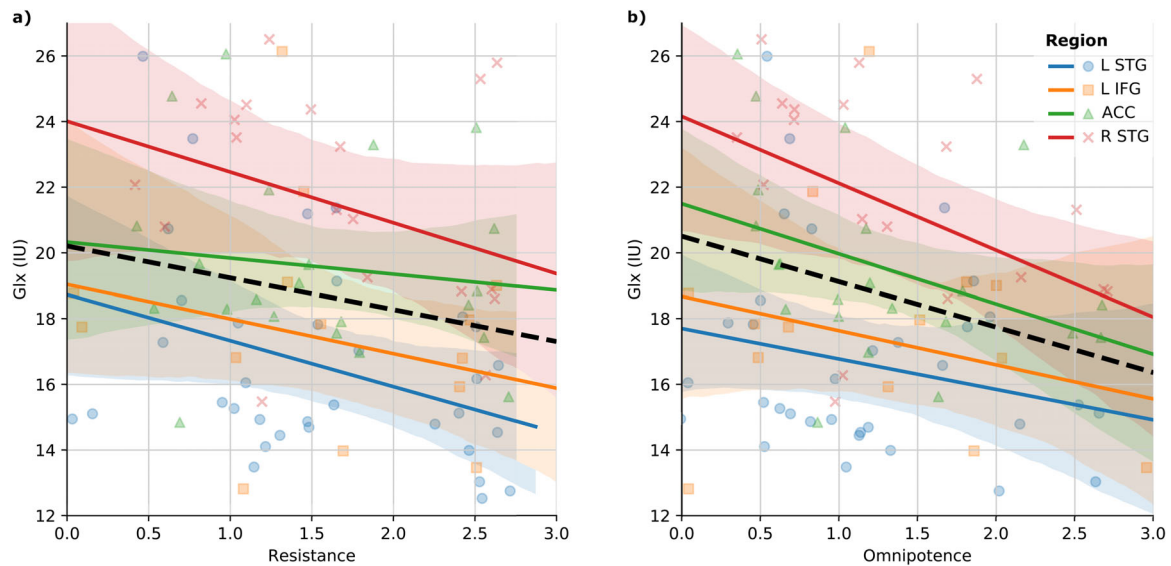 a)
26
24
22
20
18
16
14
12
Glx (IU)
0.0 0.5 1.0 1.5 2.0 2.5 3.0
Resistance
b)
26
24
22
20
18
16
14
12
Glx (IU)
0.0 0.5 1.0 1.5 2.0 2.5 3.0
Omnipotence
Region
L STG
L IFG
ACC
R STG